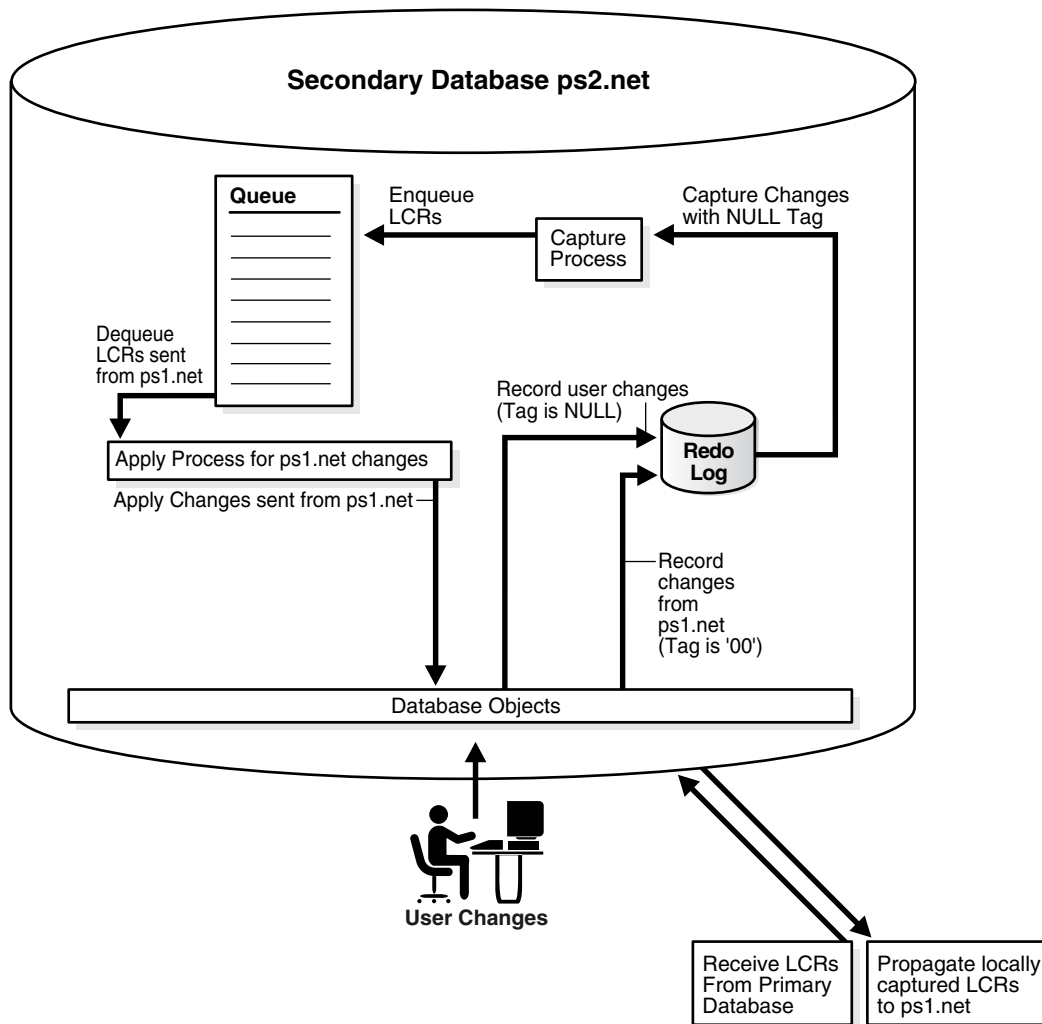 Secondary Database ps2.net
Queue
Enqueue
LCRs
Capture
Process
Capture Changes
with NULL Tag
Dequeue
LCRs sent
from ps1.net
Record user changes
(Tag is NULL)
Redo
Log
Apply Process for ps1.net changes
Apply Changes sent from ps1.net
Record
changes
from
ps1.net
(Tag is '00')
Database Objects
User Changes
Receive LCRs
From Primary
Database
Propagate locally
captured LCRs
to ps1.net